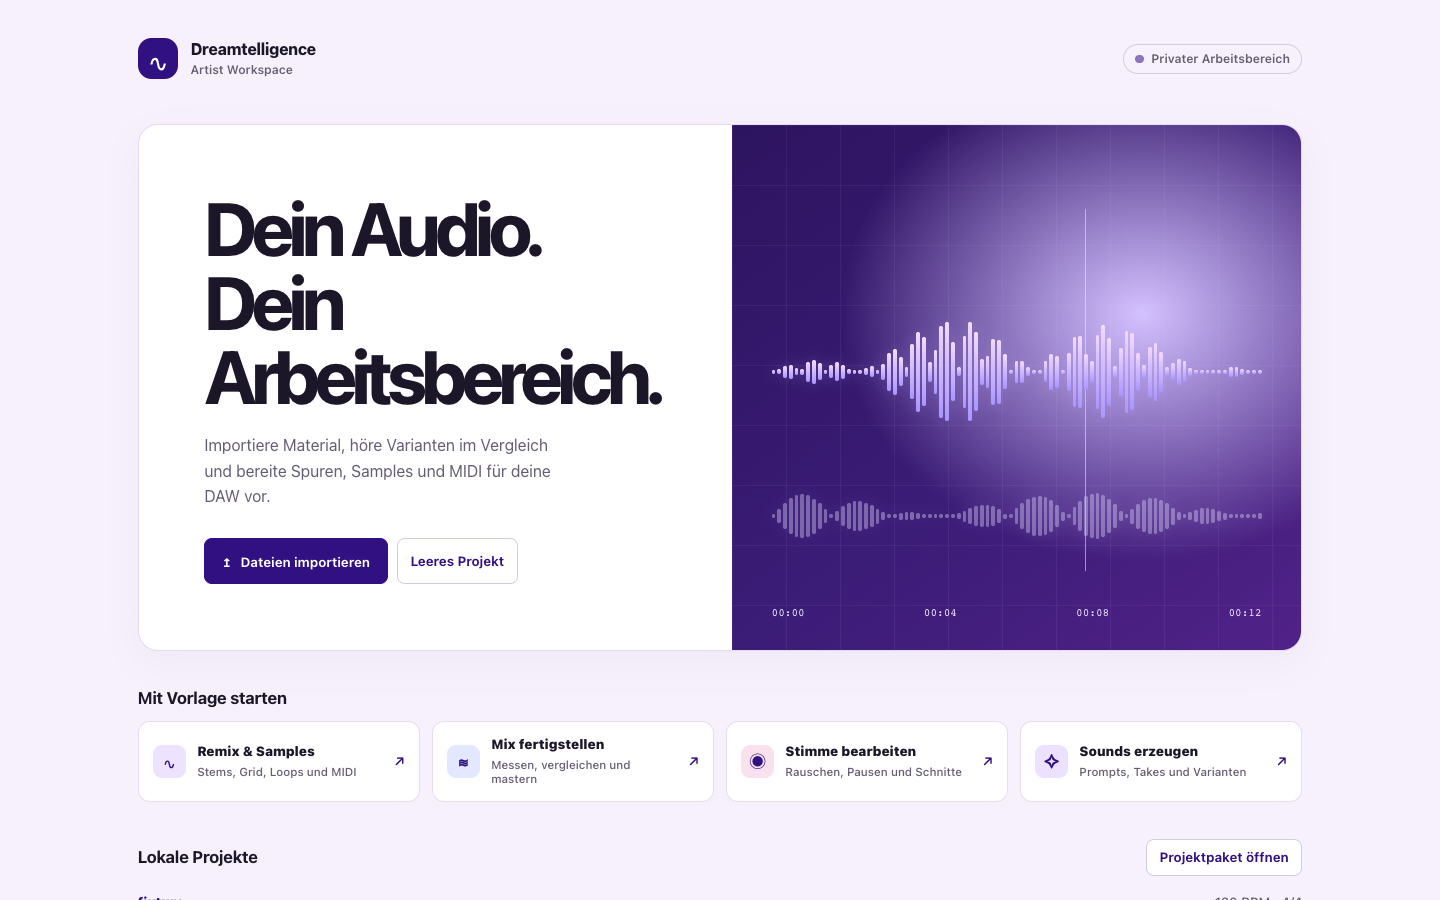 Dreamtelligence
Artist Workspace
Privater Arbeitsbereich
Dein Audio.
Dein
Arbeitsbereich.
Importiere Material, höre Varianten im Vergleich
und bereite Spuren, Samples und MIDI für deine
DAW vor.
Dateien importieren
Leeres Projekt
00:00 00:04 00:08 00:12
Mit Vorlage starten
Remix & Samples
Stems, Grid, Loops und MIDI
Mix fertigstellen
Messen, vergleichen und
mastern
Stimme bearbeiten
Rauschen, Pausen und Schnitte
Sounds erzeugen
Prompts, Takes und Varianten
Lokale Projekte
Projektpaket öffnen